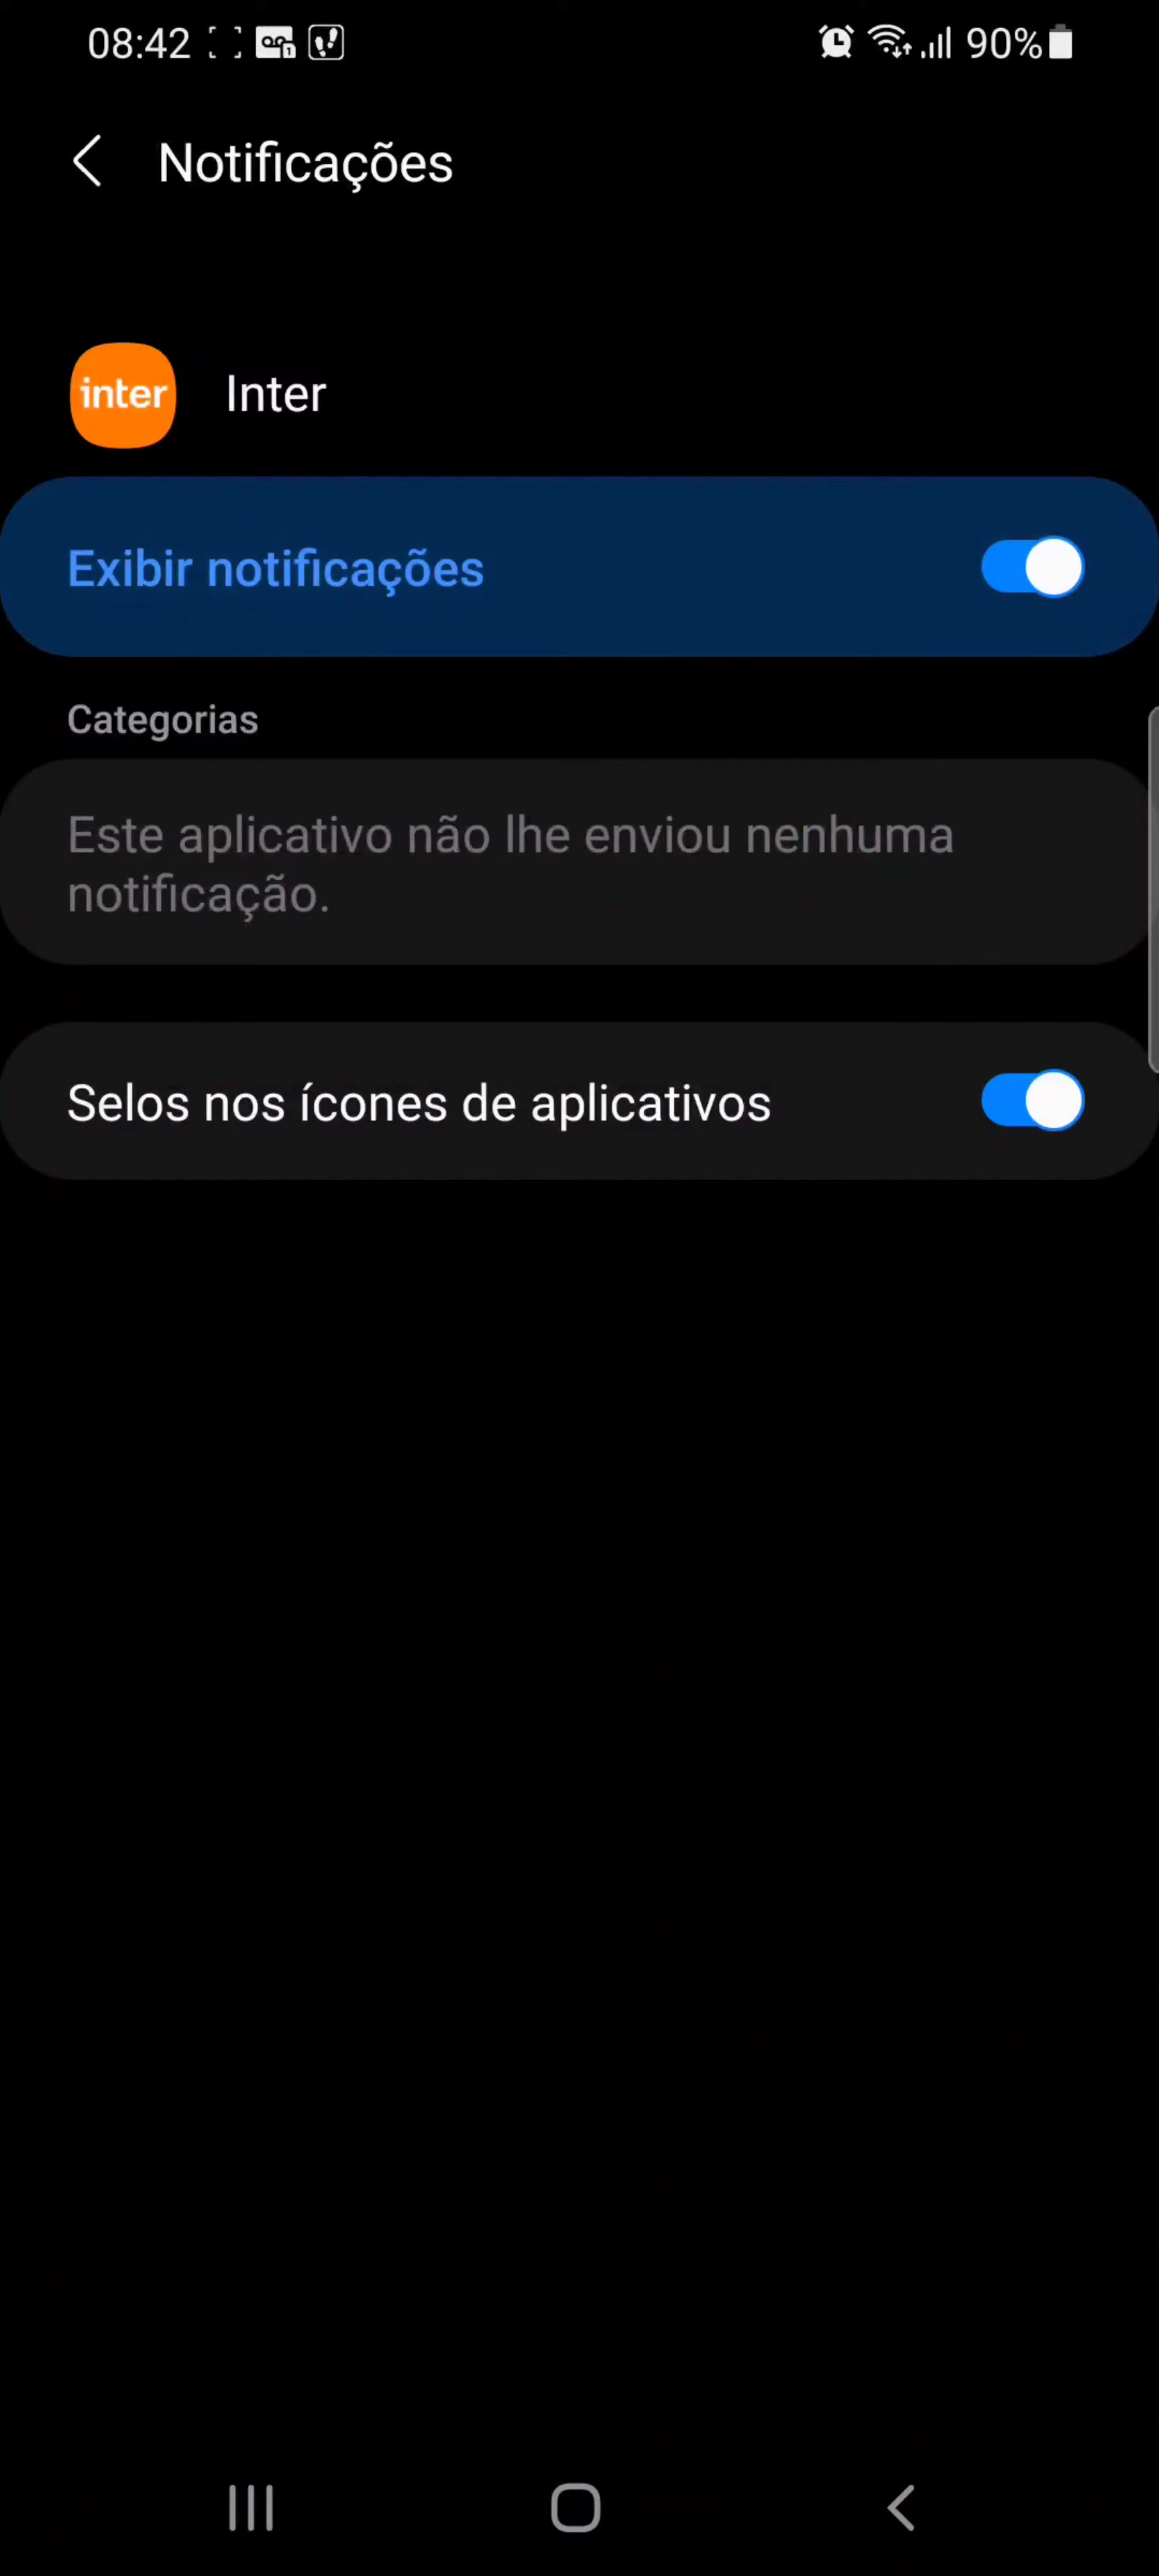 08:42
90%
Notificações
inter
Inter
Exibir notificações
Categorias
Este aplicativo não lhe enviou nenhuma
notificação.
Selos nos ícones de aplicativos